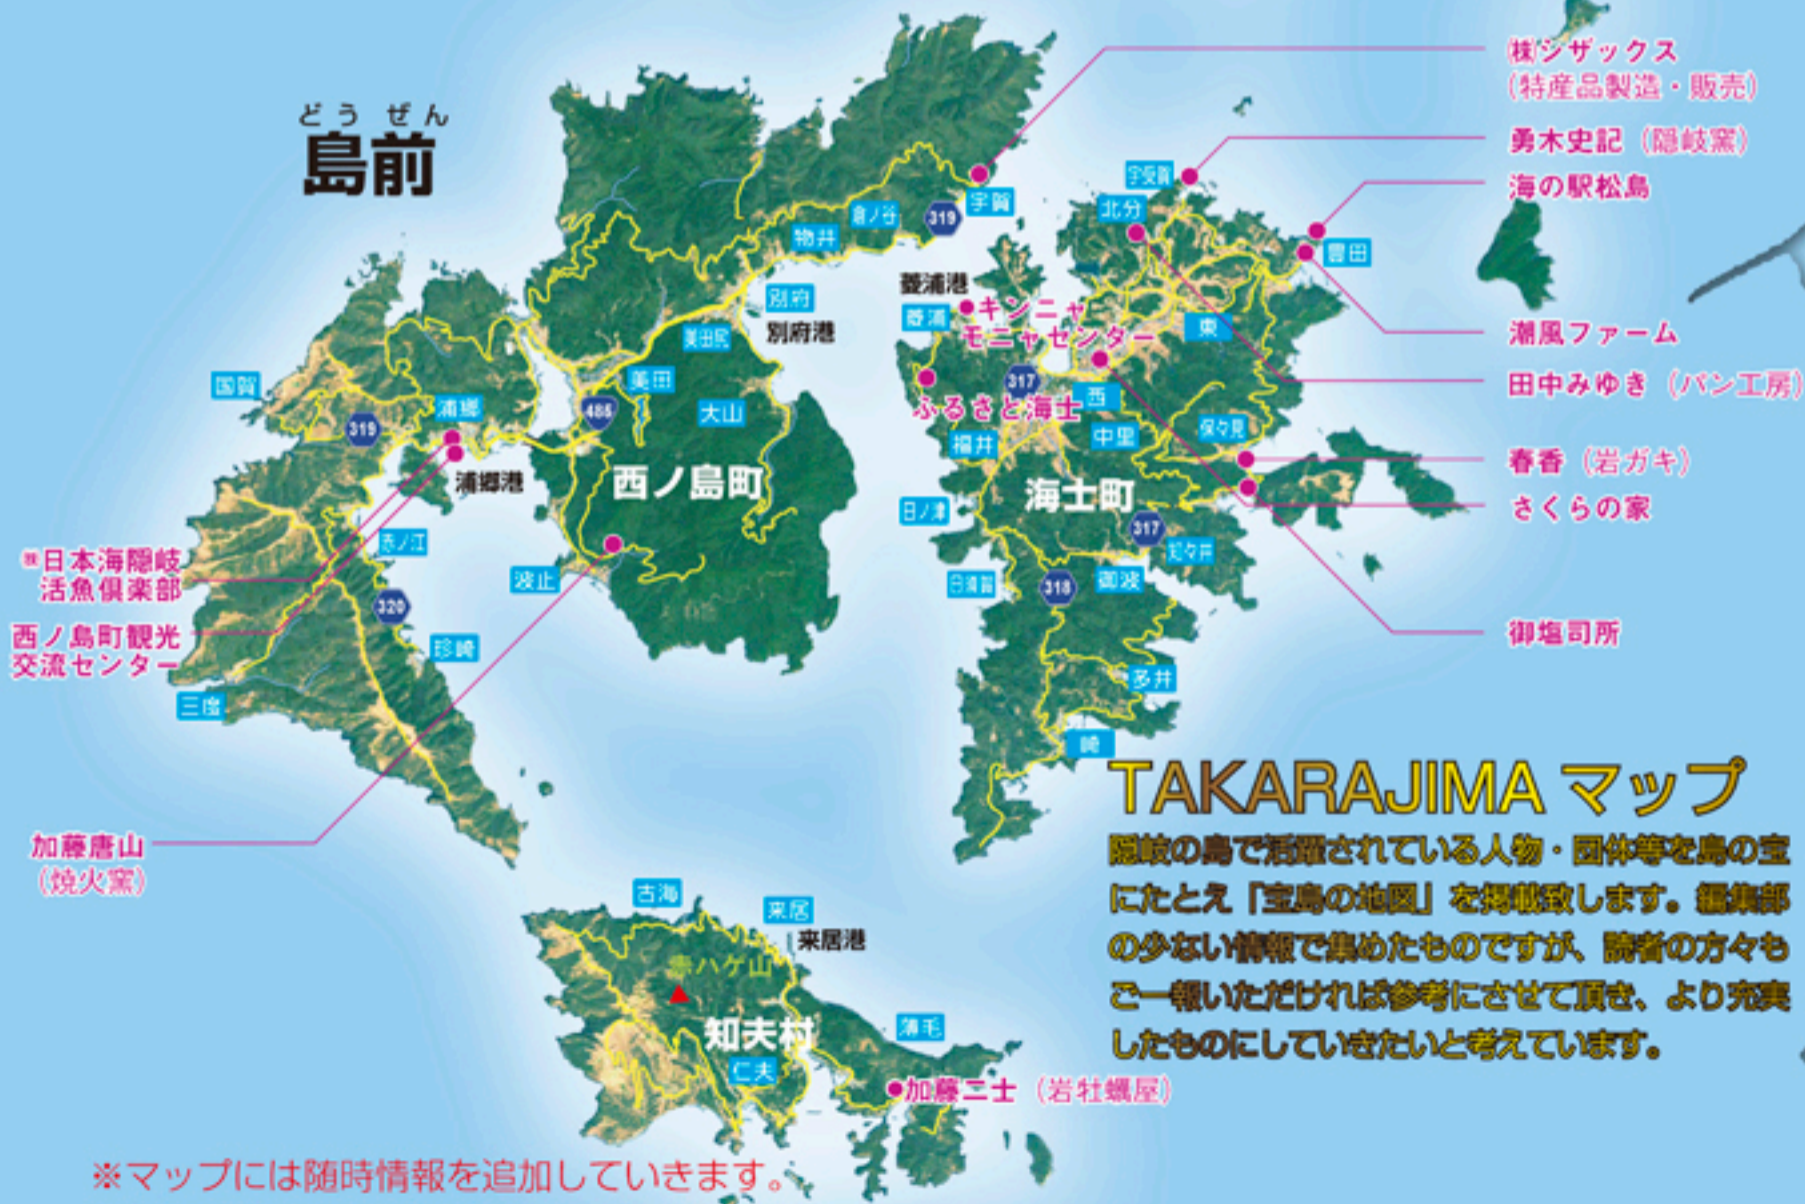 どうぜん
島前
㈱シザックス
(特産品製造・販売)
勇木史記 (隠岐窯)
海の駅松島
潮風ファーム
田中みゆき (パン工房)
春香 (岩ガキ)
さくらの家
御塩司所
宇受賀
北分
豊田
宇賀
倉ノ谷
319
物井
別府
別府港
美田尻
美田
485
大山
西ノ島町
国賀
319
浦郷
浦郷港
赤ノ江
320
珍崎
三度
波止
㈱日本海隠岐
活魚倶楽部
西ノ島町観光
交流センター
加藤唐山
(焼火窯)
菱浦港
菱浦
キンニャ
モニャセンター
東
317
西
ふるさと海士
福井
中里
保々見
海士町
日ノ津
317
知々井
日須賀
318
御波
多井
崎
古海
来居
来居港
赤ハゲ山
知夫村
薄毛
仁夫
加藤二士 (岩牡蠣屋)
TAKARAJIMA マップ
隠岐の島で活躍されている人物・団体等を島の宝
にたとえ「宝島の地図」を掲載致します。編集部
の少ない情報で集めたものですが、読者の方々も
ご一報いただければ参考にさせて頂き、より充実
したものにしていきたいと考えています。
※マップには随時情報を追加していきます。